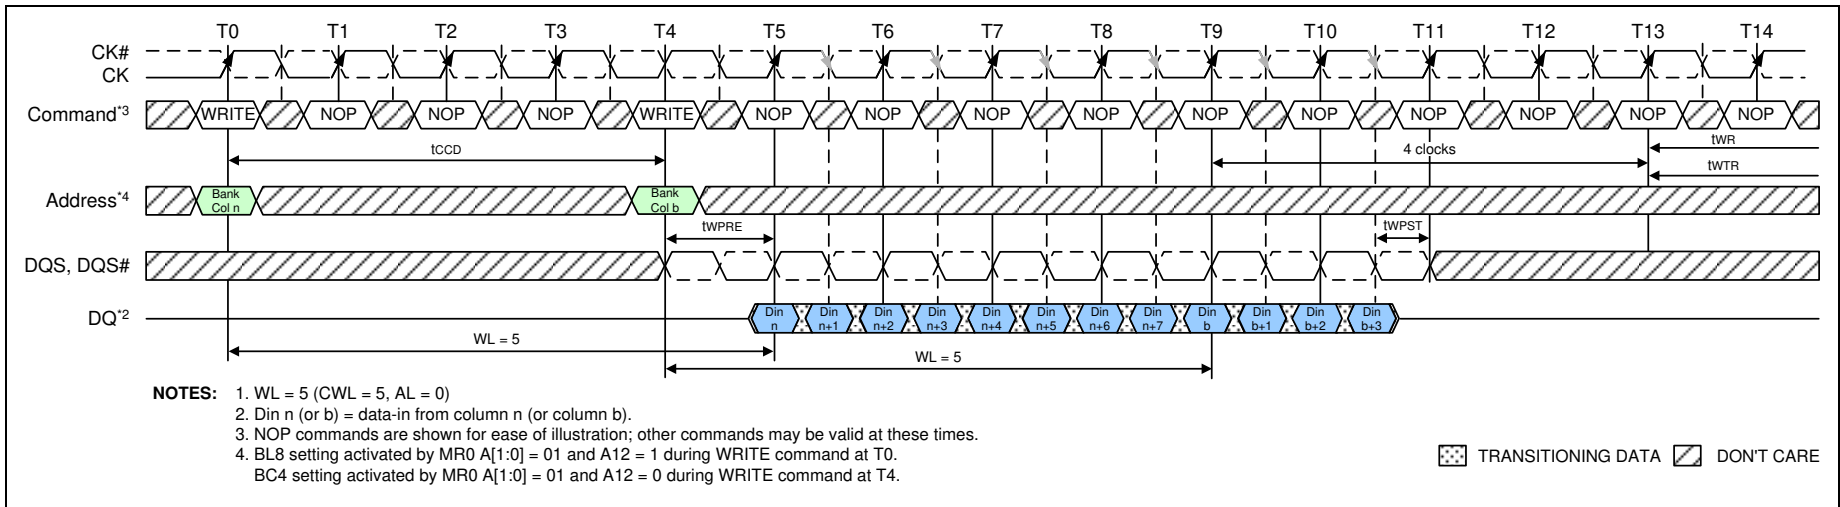 T0 T1 T2 T3 T4 T5 T6 T7 T8 T9 T10 T11 T12 T13 T14
CK#
CK
Command*3 WRITE NOP NOP NOP WRITE NOP NOP NOP NOP NOP NOP NOP NOP NOP NOP
tCCD 4 clocks tWR
tWTR
Address*4 Bank Col n Bank Col b
tWPRE tWPST
DQS, DQS#
DQ*2 Din n Din n+1 Din n+2 Din n+3 Din n+4 Din n+5 Din n+6 Din n+7 Din b Din b+1 Din b+2 Din b+3
WL = 5
WL = 5
NOTES: 1. WL = 5 (CWL = 5, AL = 0)
2. Din n (or b) = data-in from column n (or column b).
3. NOP commands are shown for ease of illustration; other commands may be valid at these times.
4. BL8 setting activated by MR0 A[1:0] = 01 and A12 = 1 during WRITE command at T0.
BC4 setting activated by MR0 A[1:0] = 01 and A12 = 0 during WRITE command at T4.
TRANSITIONING DATA DON'T CARE